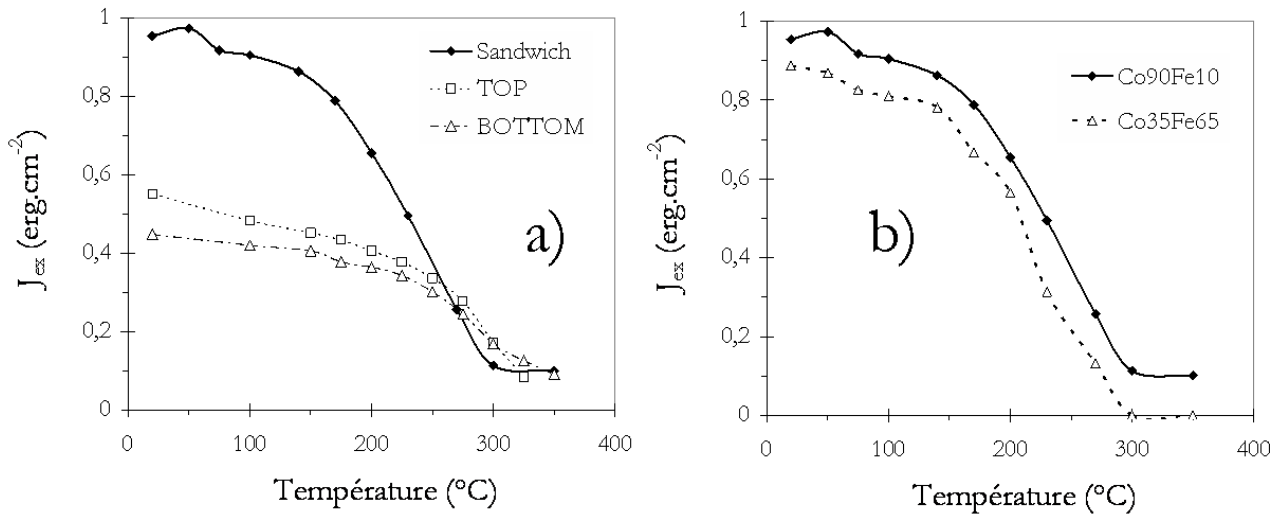 1
0,8
0,6
0,4
0,2
0
J_ex (erg.cm^-2)
Sandwich
TOP
BOTTOM
a)
0
100
200
300
400
Température (°C)
1
0,8
0,6
0,4
0,2
0
J_ex (erg.cm^-2)
Co90Fe10
Co35Fe65
b)
0
100
200
300
400
Température (°C)